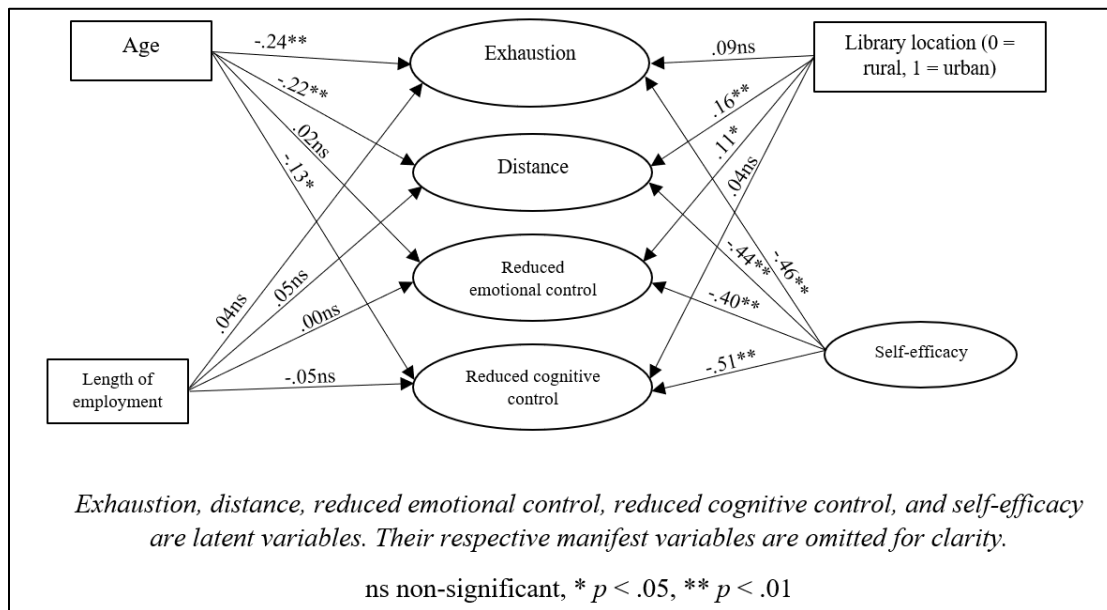 Age
-.24**
Exhaustion
.09ns
Library location (0 =
rural, 1 = urban)
-.22**
.16**
.02ns
.11*
-.13*
.04ns
Distance
-.44**
-.46**
.04ns
.05ns
Reduced
emotional control
-.40**
.00ns
Self-efficacy
-.51**
Length of
employment
-.05ns
Reduced cognitive
control
Exhaustion, distance, reduced emotional control, reduced cognitive control, and self-efficacy
are latent variables. Their respective manifest variables are omitted for clarity.
ns non-significant, * p < .05, ** p < .01